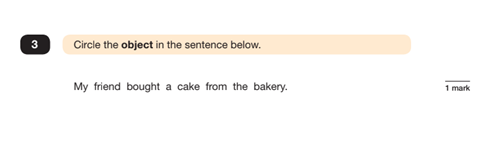 3 Circle the object in the sentence below.
My friend bought a cake from the bakery.
1 mark